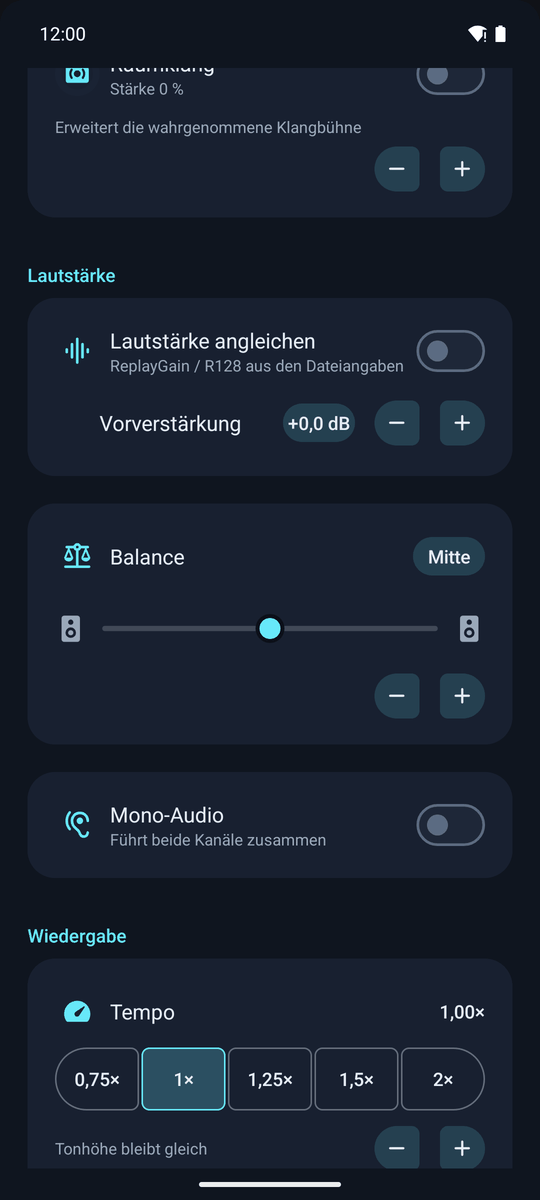 12:00
Raumklang
Stärke 0 %
Erweitert die wahrgenommene Klangbühne
− +
Lautstärke
Lautstärke angleichen
ReplayGain / R128 aus den Dateiangaben
Vorverstärkung +0,0 dB − +
Balance Mitte
− +
Mono-Audio
Führt beide Kanäle zusammen
Wiedergabe
Tempo 1,00×
0,75× 1× 1,25× 1,5× 2×
Tonhöhe bleibt gleich − +